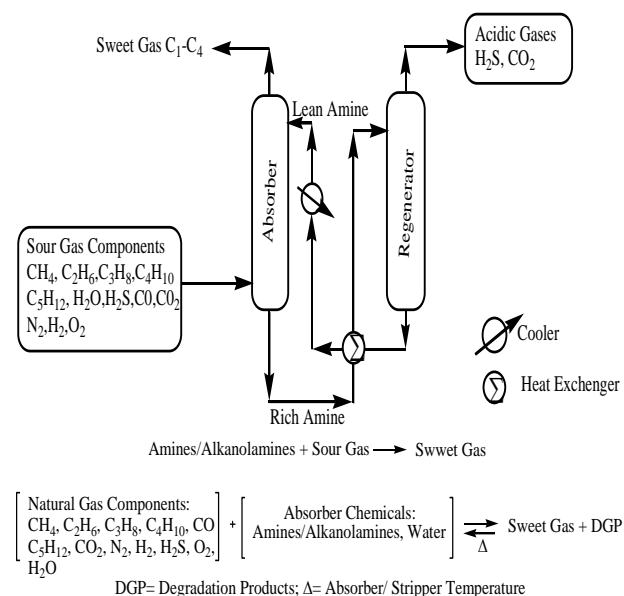 Sweet Gas C1-C4
Acidic Gases
H2S, CO2
Lean Amine
Absorber
Regenerator
Sour Gas Components
CH4, C2H6,C3H8,C4H10
C5H12, H2O,H2S,C0,C02
N2,H2,O2
Cooler
Σ
Σ
Heat Exchenger
Rich Amine
Amines/Alkanolamines + Sour Gas → Swwet Gas
Natural Gas Components:
CH4, C2H6, C3H8, C4H10, CO
C5H12, CO2, N2, H2, H2S, O2,
H2O
+
Absorber Chemicals:
Amines/Alkanolamines, Water
Δ
Sweet Gas + DGP
DGP= Degradation Products; Δ= Absorber/ Stripper Temperature